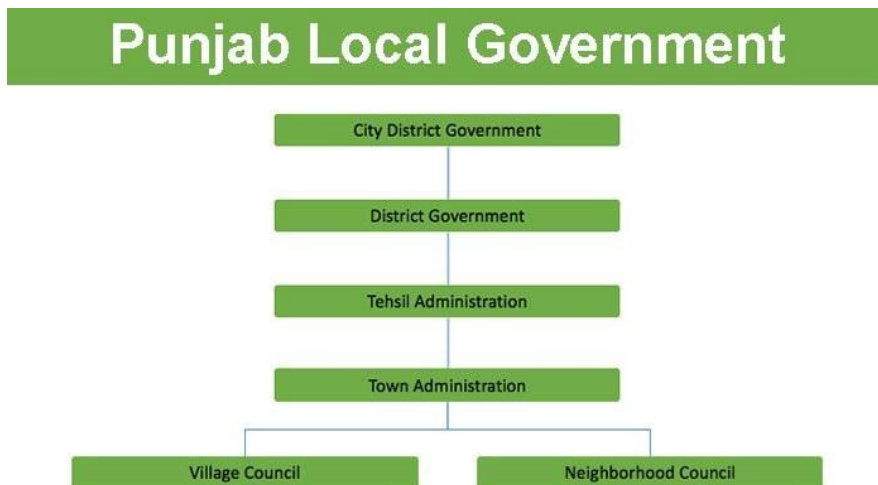 Punjab Local Government
City District Government
District Government
Tehsil Administration
Town Administration
Village Council
Neighborhood Council